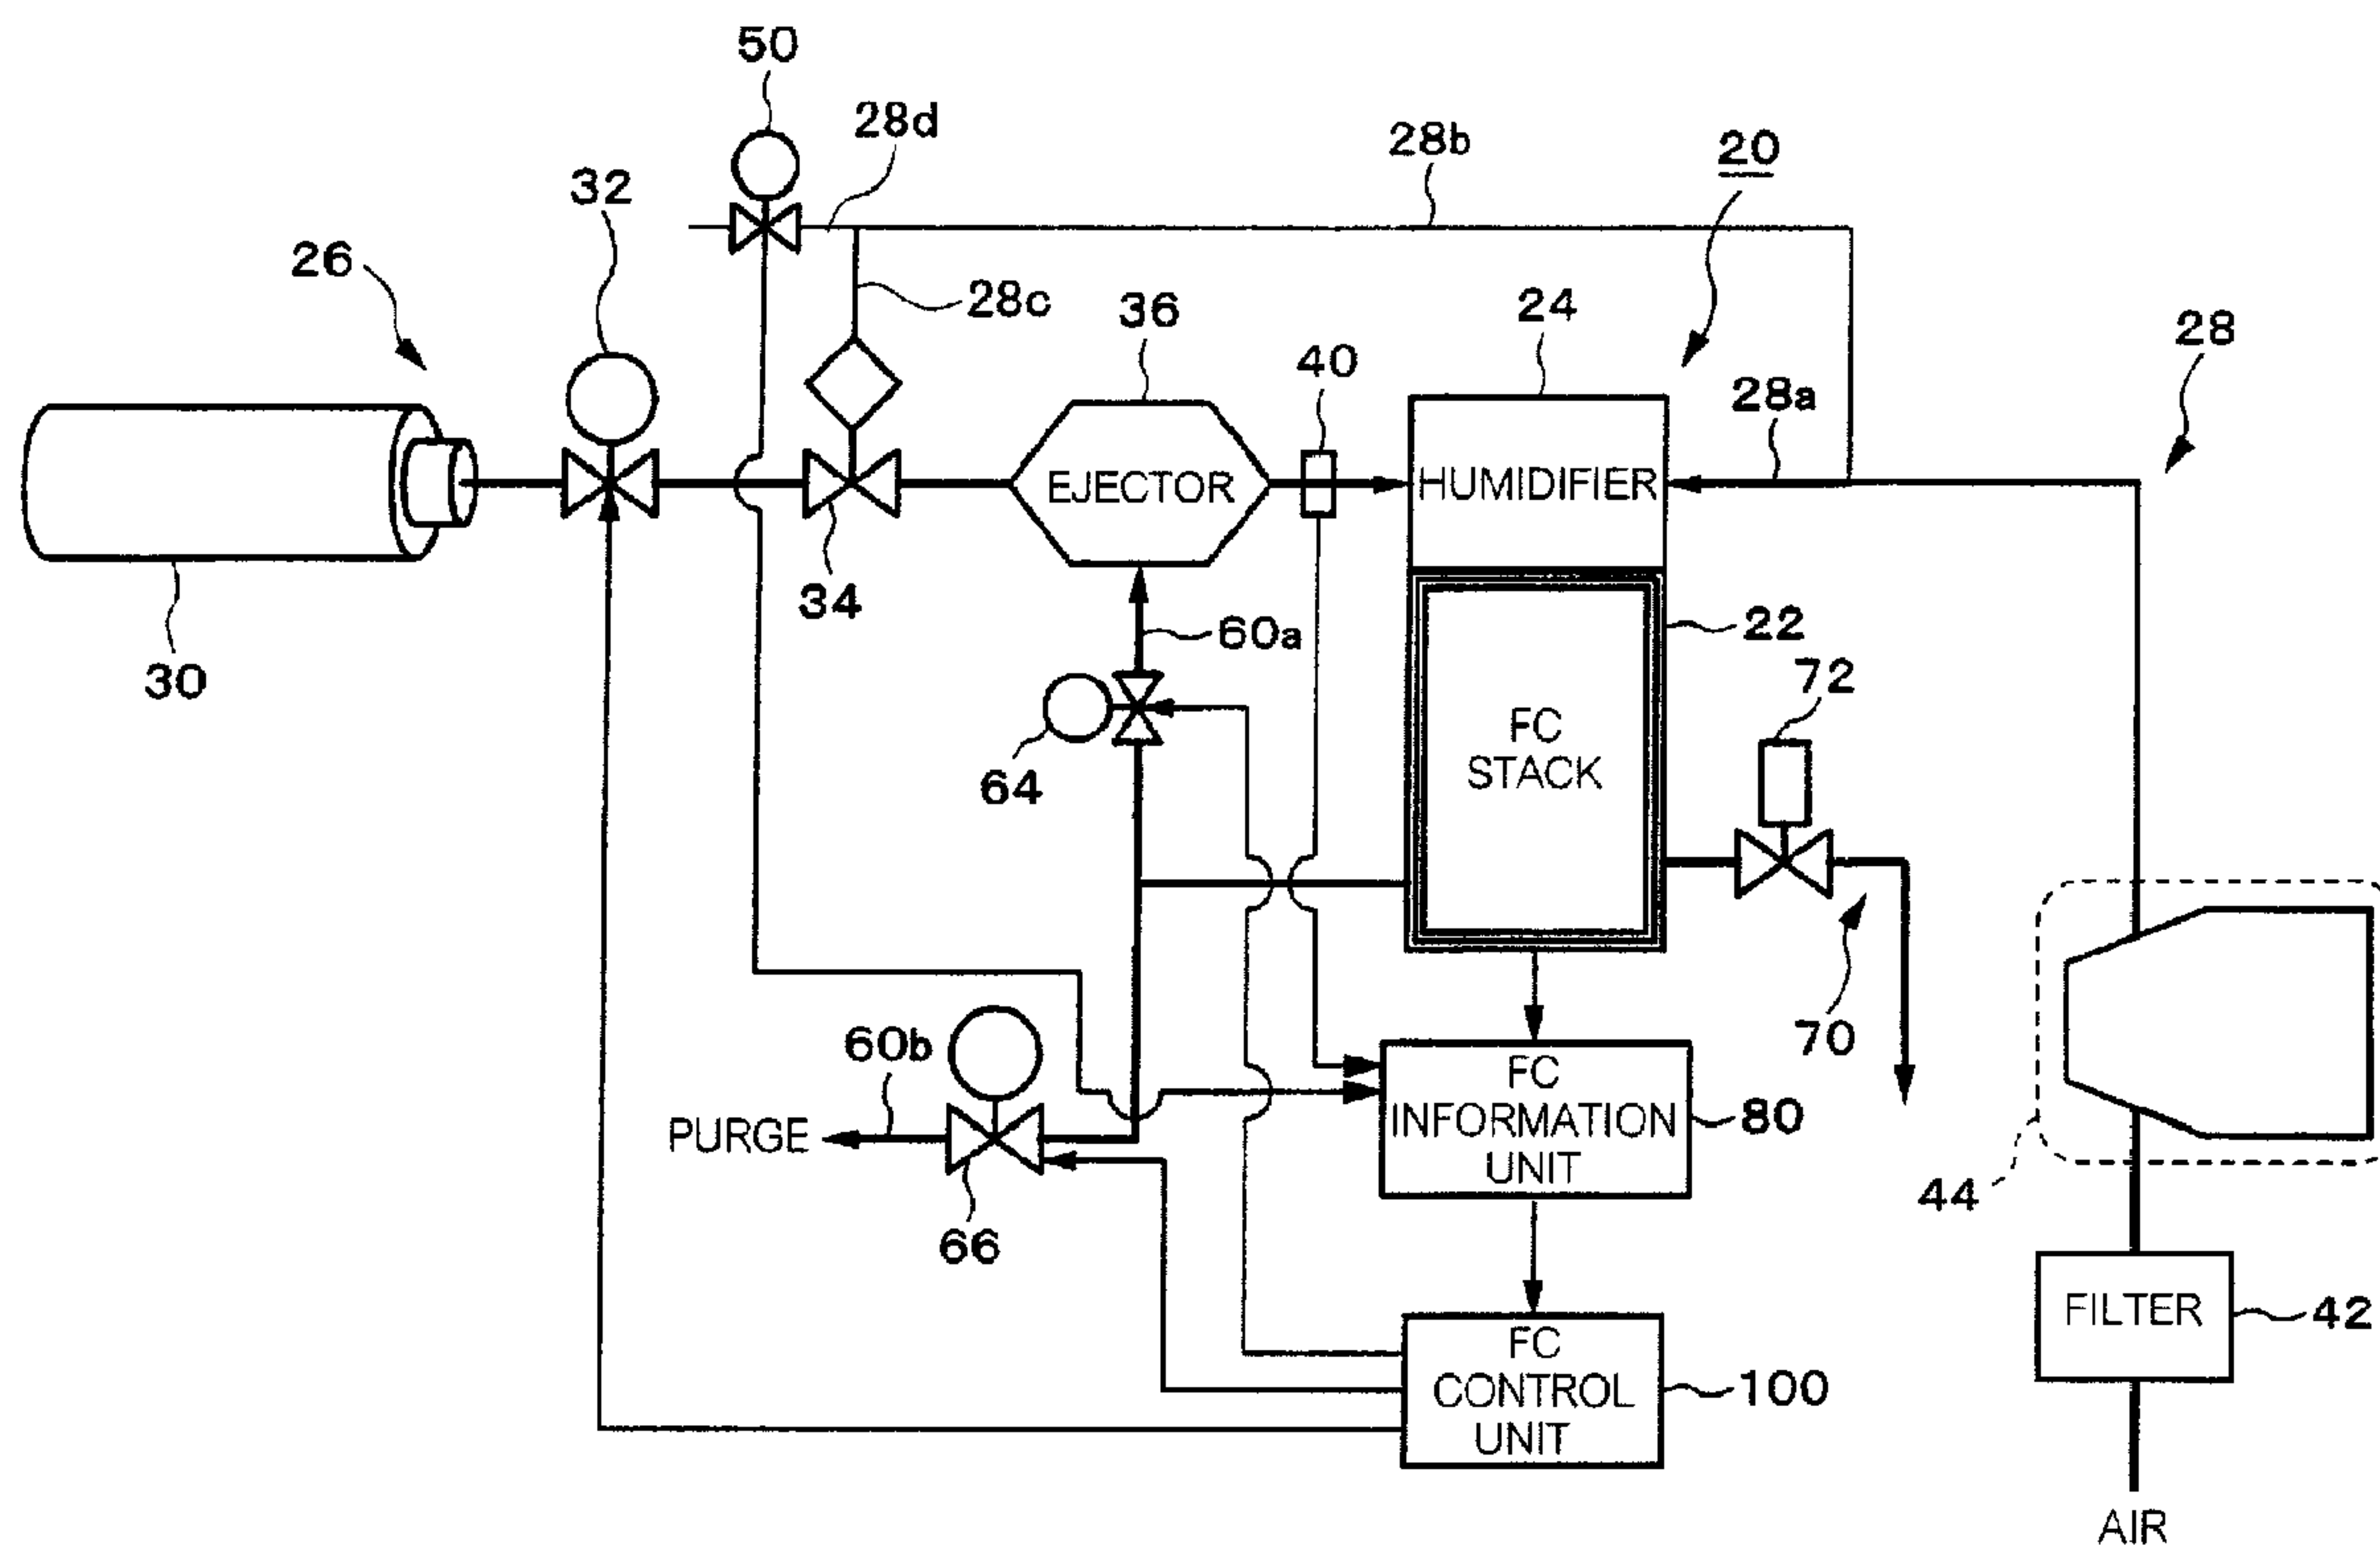 50
28d
28b
20
32
26
28c
36
24
28
40
28a
EJECTOR
HUMIDIFIER
34
60a
22
30
72
FC
STACK
64
60b
70
FC
INFORMATION
UNIT
80
PURGE
44
66
FILTER
42
FC
CONTROL
UNIT
100
AIR